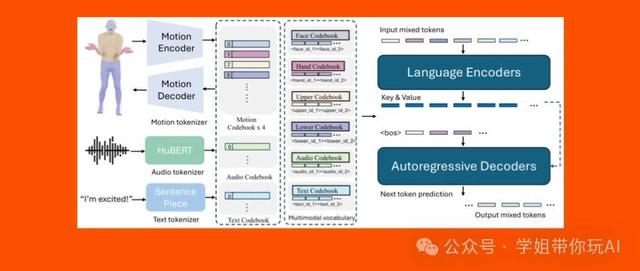 Motion
Encoder
Motion
Decoder
Motion tokenizer
HuBERT
Audio tokenizer
"I'm excited!"
Sentence
Piece
Text tokenizer
0
1
2
3
Motion
Codebook x 4
0
Audio Codebook
0
Text Codebook
Face Codebook
<face_id_1><face_id_2>
Hand Codebook
<hand_id_1><hand_id_2>
Upper Codebook
<upper_id_1><upper_id_2>
Lower Codebook
<lower_id_1><lower_id_2>
Audio Codebook
<audio_id_1><audio_id_2>
Text Codebook
<text_id_1><text_id_2>
Multimodal vocabulary
Input mixed tokens
Language Encoders
Key & Value
<bos>
Autoregressive Decoders
Next token prediction
Output mixed tokens
公众号 · 学姐带你玩AI